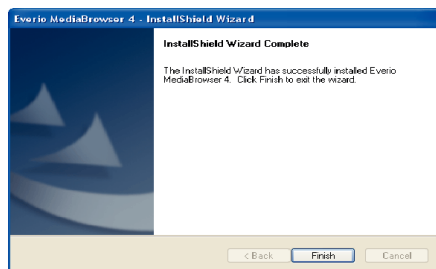 Everio MediaBrowser 4 - InstallShield Wizard
InstallShield Wizard Complete
The InstallShield Wizard has successfully installed Everio
MediaBrowser 4. Click Finish to exit the wizard.
< Back
Finish
Cancel